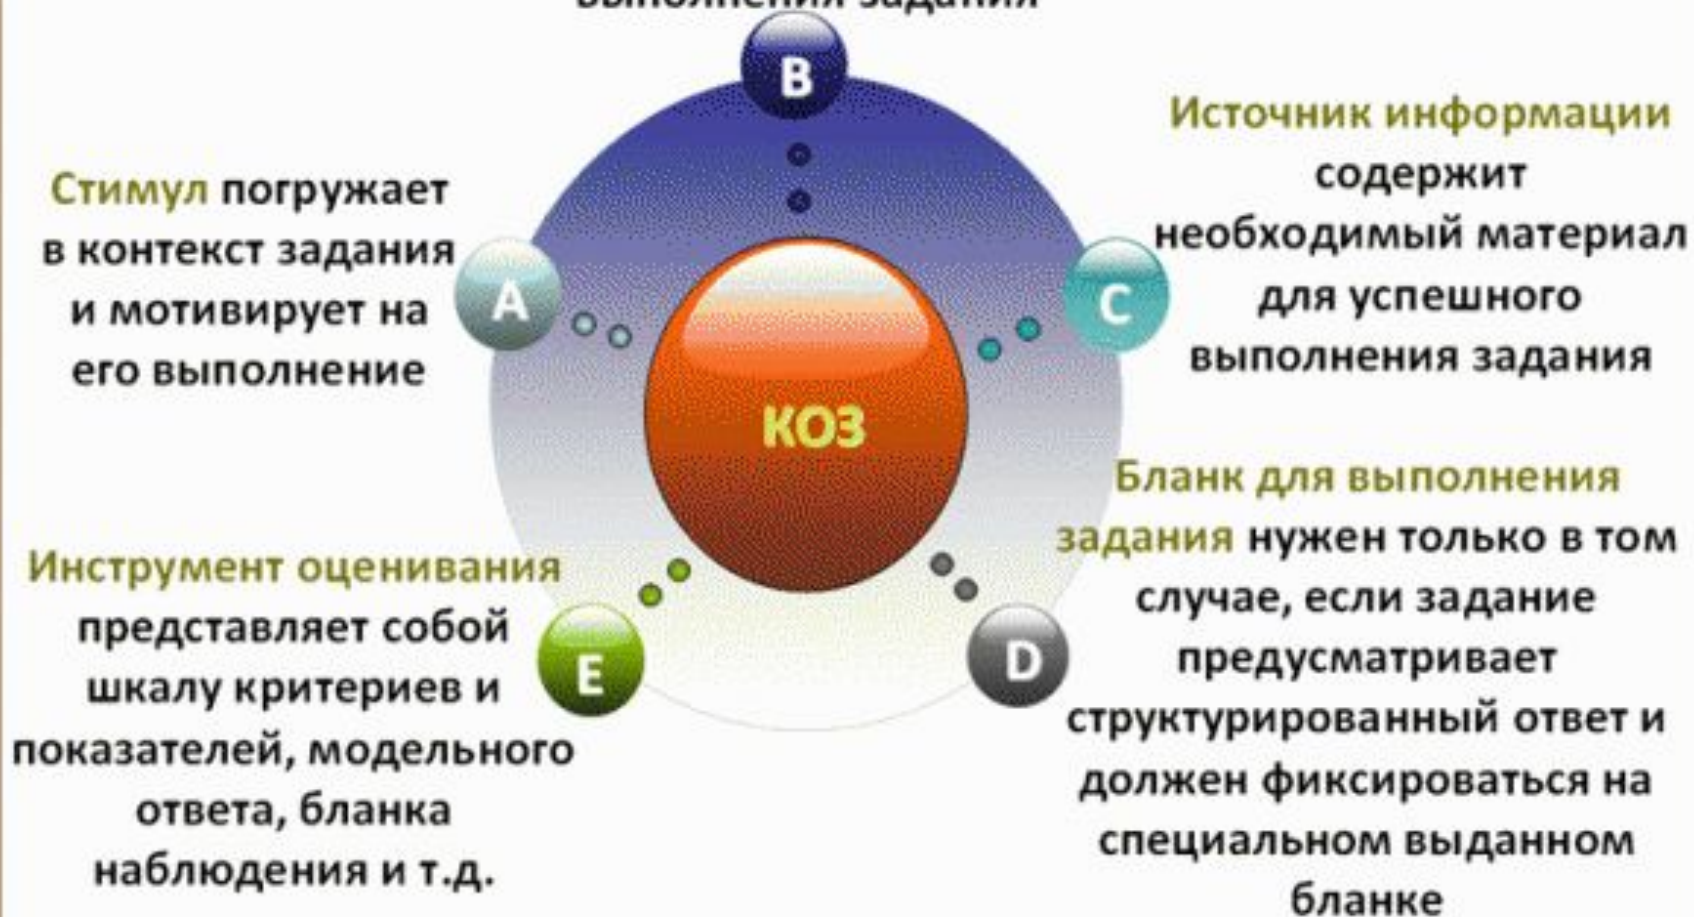 выполнения задания
B
Стимул погружает
в контекст задания
и мотивирует на
его выполнение
A
Источник информации
содержит
необходимый материал
для успешного
выполнения задания
C
КОЗ
Инструмент оценивания
представляет собой
шкалу критериев и
показателей, модельного
ответа, бланка
наблюдения и т.д.
E
Бланк для выполнения
задания нужен только в том
случае, если задание
предусматривает
структурированный ответ и
должен фиксироваться на
специальном выданном
бланке
D